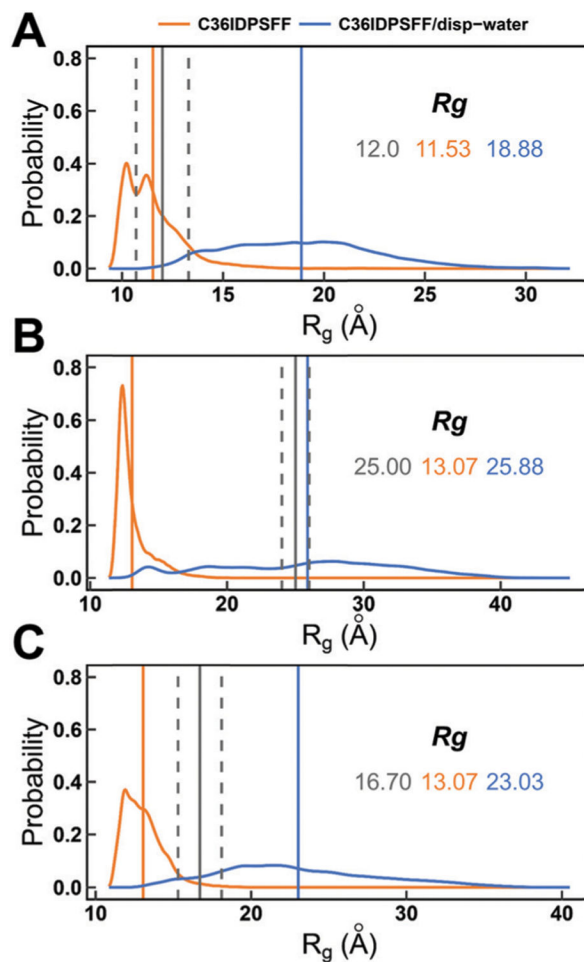 C36IDPSFF C36IDPSFF/disp-water
A
0.8
0.6
0.4
0.2
0.0
Probability
Rg
12.0 11.53 18.88
10 15 20 25 30
Rg (Å)
B
0.8
0.6
0.4
0.2
0.0
Probability
Rg
25.00 13.07 25.88
10 20 30 40
Rg (Å)
C
0.8
0.6
0.4
0.2
0.0
Probability
Rg
16.70 13.07 23.03
10 20 30 40
Rg (Å)